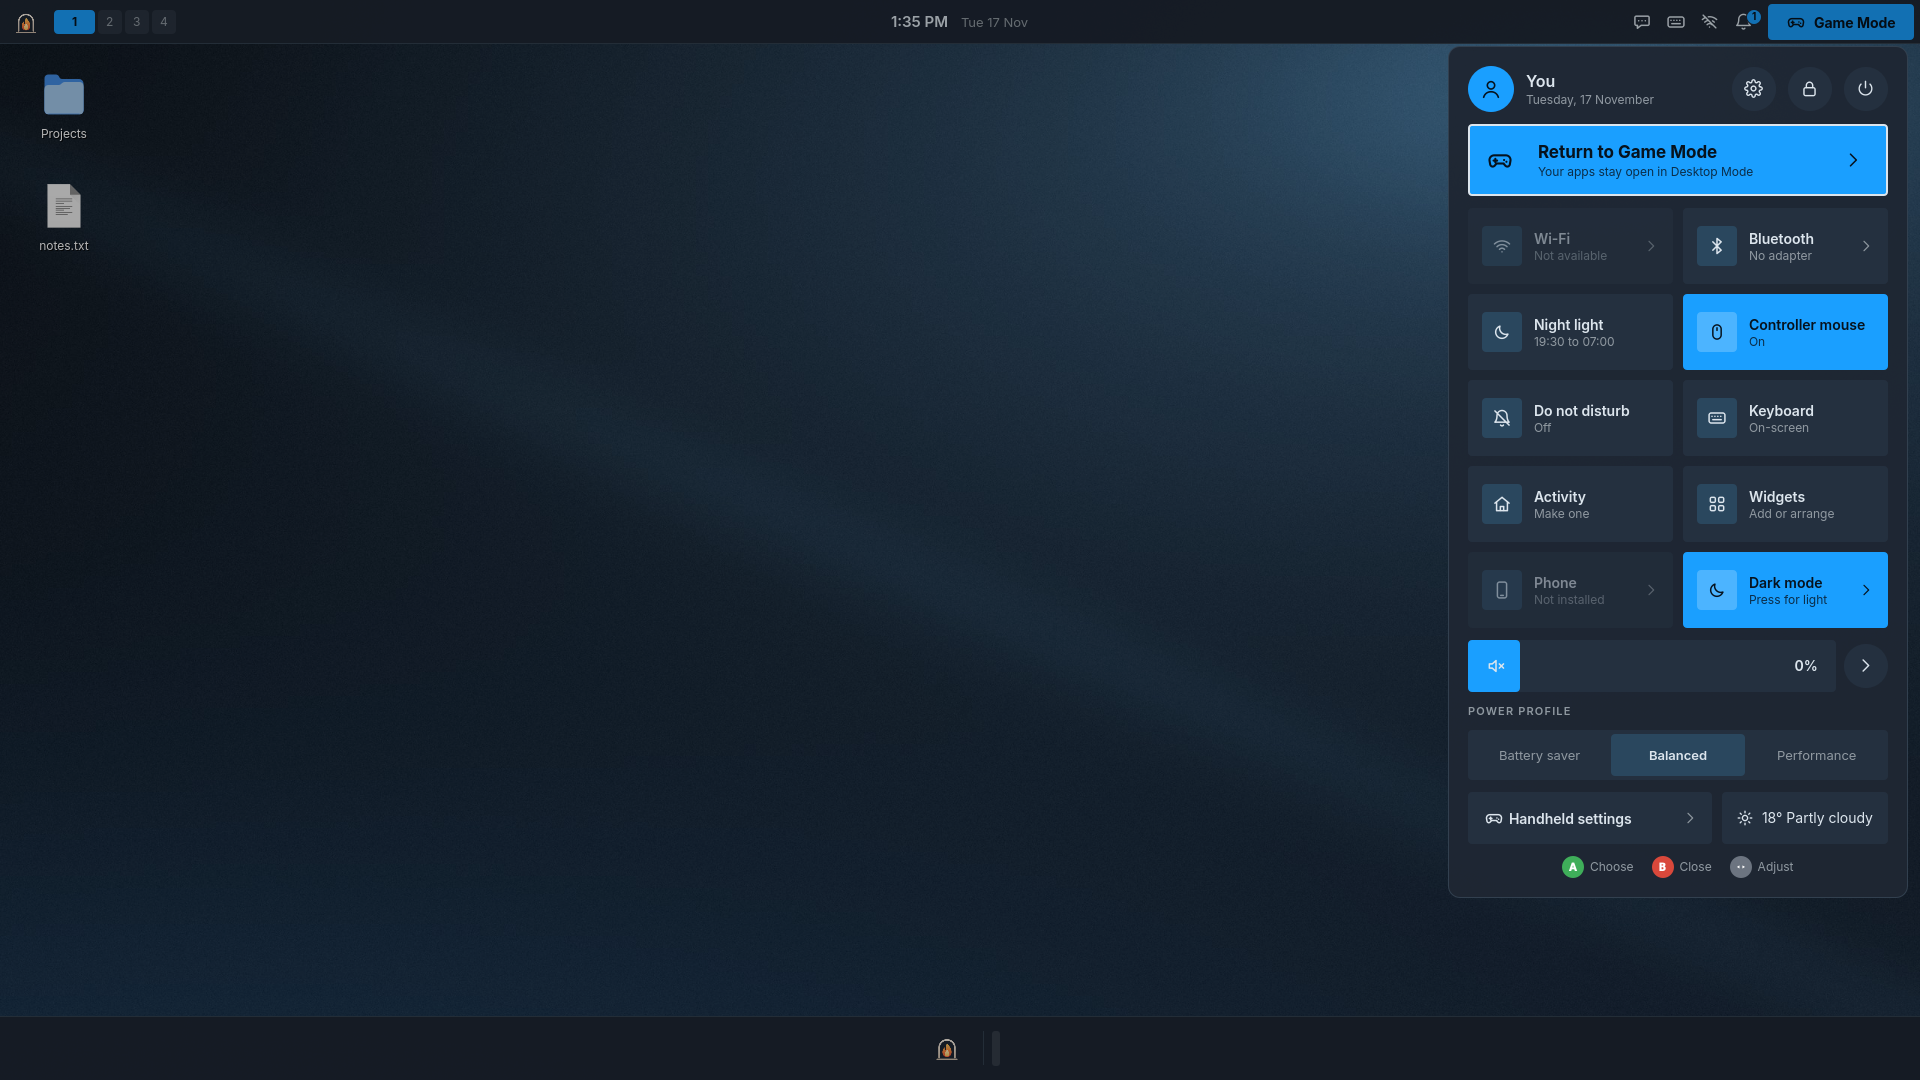 1 2 3 4
1:35 PM Tue 17 Nov
1
Game Mode
Projects
notes.txt
You
Tuesday, 17 November
Return to Game Mode
Your apps stay open in Desktop Mode
Wi-Fi
Not available
Bluetooth
No adapter
Night light
19:30 to 07:00
Controller mouse
On
Do not disturb
Off
Keyboard
On-screen
Activity
Make one
Widgets
Add or arrange
Phone
Not installed
Dark mode
Press for light
0%
POWER PROFILE
Battery saver
Balanced
Performance
Handheld settings
18° Partly cloudy
A Choose
B Close
Adjust